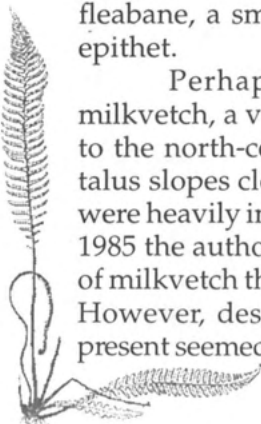 fleabane, a sm
epithet.
Perhap
milkvetch, a v
to the north-c
talus slopes cl
were heavily in
1985 the autho
of milkvetch th
However, des
present seemed